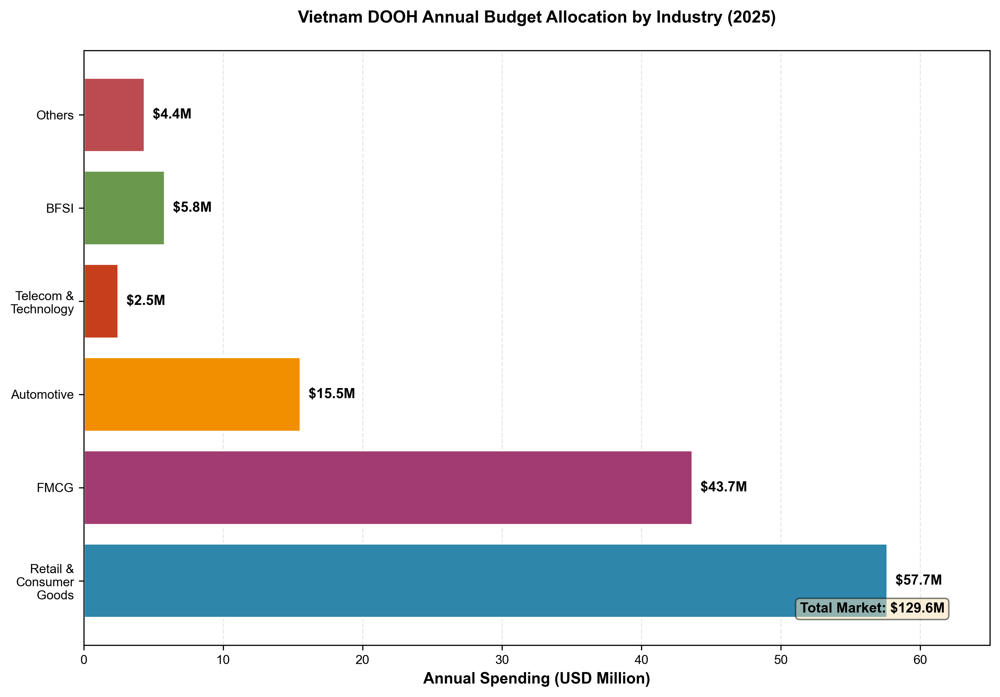 Vietnam DOOH Annual Budget Allocation by Industry (2025)
Others
$4.4M
BFSI
$5.8M
Telecom &
Technology
$2.5M
Automotive
$15.5M
FMCG
$43.7M
Retail &
Consumer
Goods
$57.7M
Total Market: $129.6M
0 10 20 30 40 50 60
Annual Spending (USD Million)